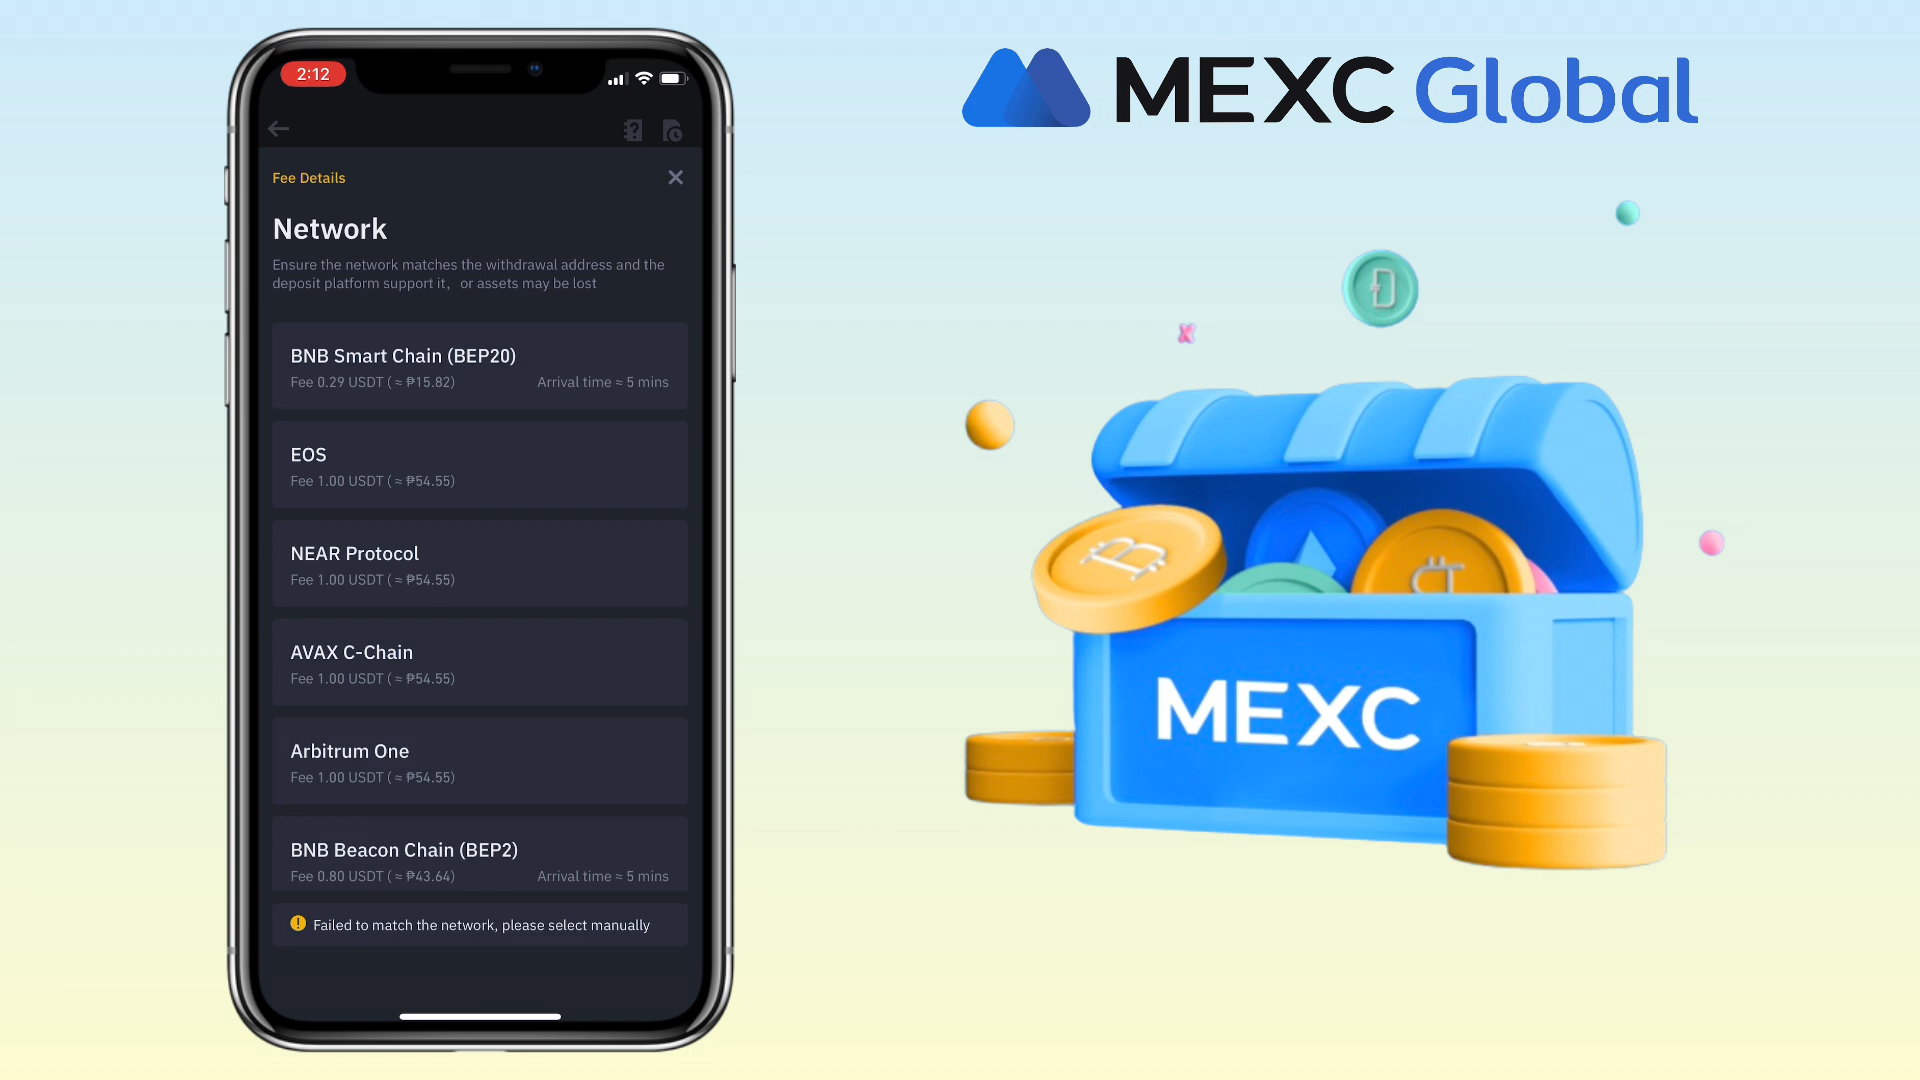 2:12
Fee Details
Network
Ensure the network matches the withdrawal address and the
deposit platform support it, or assets may be lost
BNB Smart Chain (BEP20)
Fee 0.29 USDT ( ≈ ₱15.82)
Arrival time ≈ 5 mins
EOS
Fee 1.00 USDT ( ≈ ₱54.55)
NEAR Protocol
Fee 1.00 USDT ( ≈ ₱54.55)
AVAX C-Chain
Fee 1.00 USDT ( ≈ ₱54.55)
Arbitrum One
Fee 1.00 USDT ( ≈ ₱54.55)
BNB Beacon Chain (BEP2)
Fee 0.80 USDT ( ≈ ₱43.64)
Arrival time ≈ 5 mins
Failed to match the network, please select manually
MEXC Global
MEXC